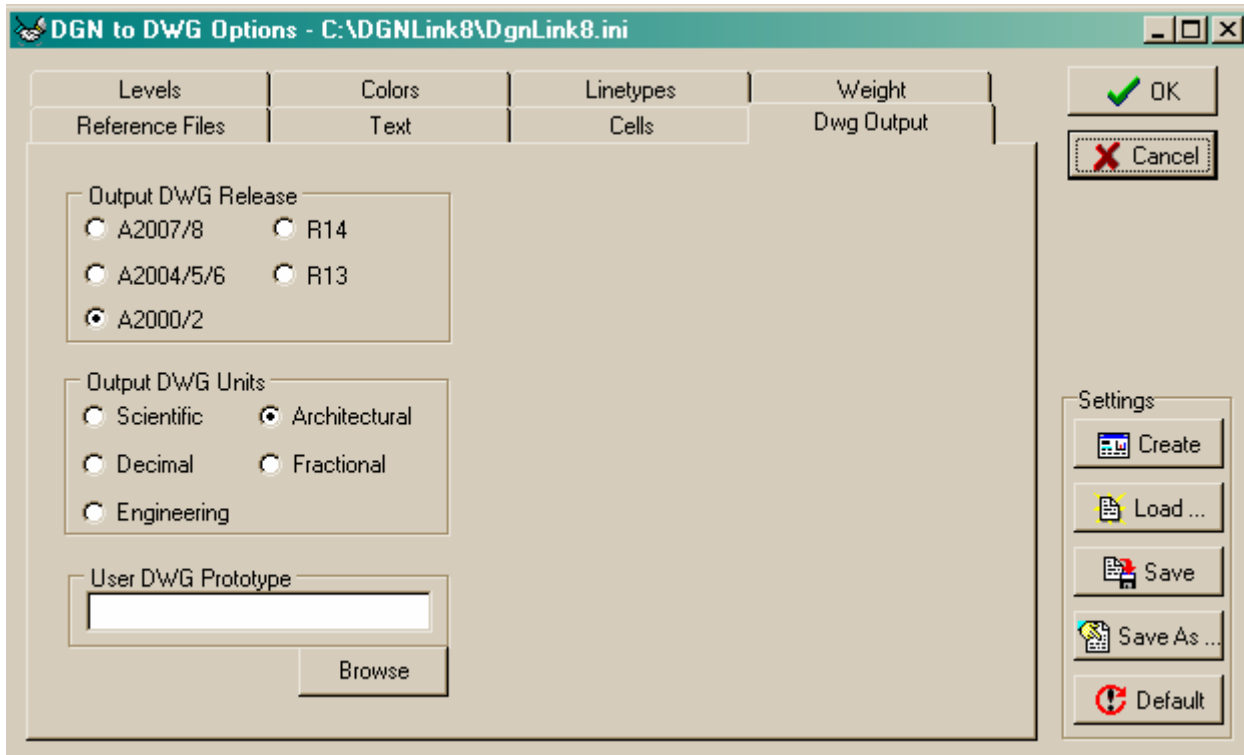 DGN to DWG Options - C:\DGNLink8\DgnLink8.ini
Levels Colors Linetypes Weight
Reference Files Text Cells Dwg Output
OK
Cancel
Output DWG Release
A2007/8 R14
A2004/5/6 R13
A2000/2
Output DWG Units
Scientific Architectural
Decimal Fractional
Engineering
User DWG Prototype
Browse
Settings
Create
Load ...
Save
Save As ...
Default